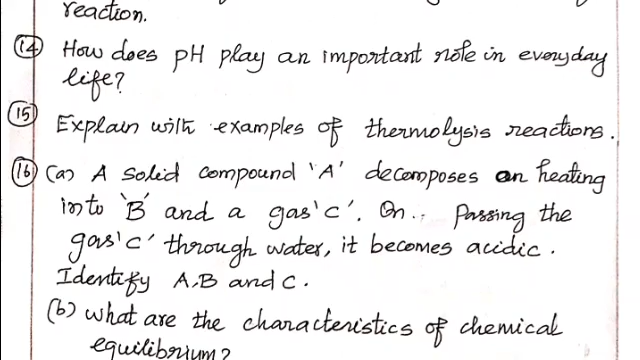 reaction.
14 How does pH play an important role in everyday
life?
15 Explain with examples of thermolysis reactions.
16 (a) A solid compound 'A' decomposes on heating
into 'B' and a gas 'C'. On.. Passing the
gas 'C' through water, it becomes acidic.
Identify A,B and C.
(b) What are the characteristics of chemical
equilibrium?